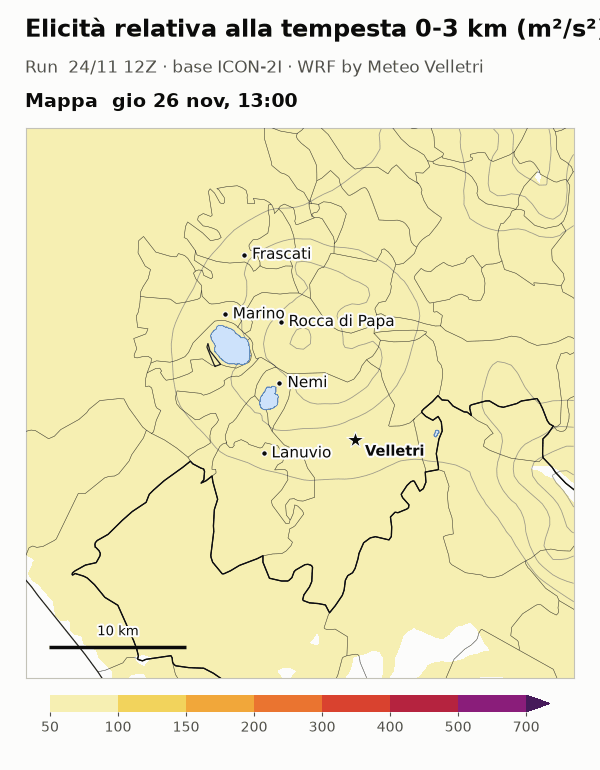 Elicità relativa alla tempesta 0-3 km (m²/s²)
Run  24/11 12Z · base ICON-2I · WRF by Meteo Velletri
Mappa  gio 26 nov, 13:00
Frascati
Marino
Rocca di Papa
Nemi
Velletri
Lanuvio
10 km
50 100 150 200 300 400 500 700